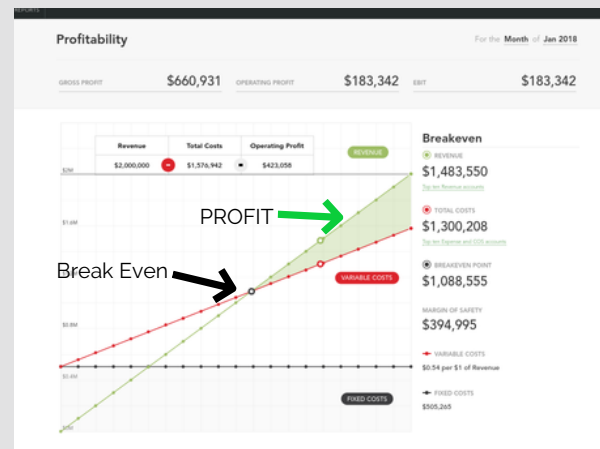 REPORTS
Profitability
For the Month of Jan 2018
GROSS PROFIT $660,931 OPERATING PROFIT $183,342 EBIT $183,342
Revenue Total Costs Operating Profit
$2,000,000 $1,576,942 $423,058
REVENUE
$2M
$1.6M
PROFIT
Break Even
VARIABLE COSTS
$0.8M
$0.4M
FIXED COSTS
Breakeven
REVENUE
$1,483,550
Top ten Revenue accounts
TOTAL COSTS
$1,300,208
Top ten Expense and COS accounts
BREAKEVEN POINT
$1,088,555
MARGIN OF SAFETY
$394,995
VARIABLE COSTS
$0.54 per $1 of Revenue
FIXED COSTS
$505,265